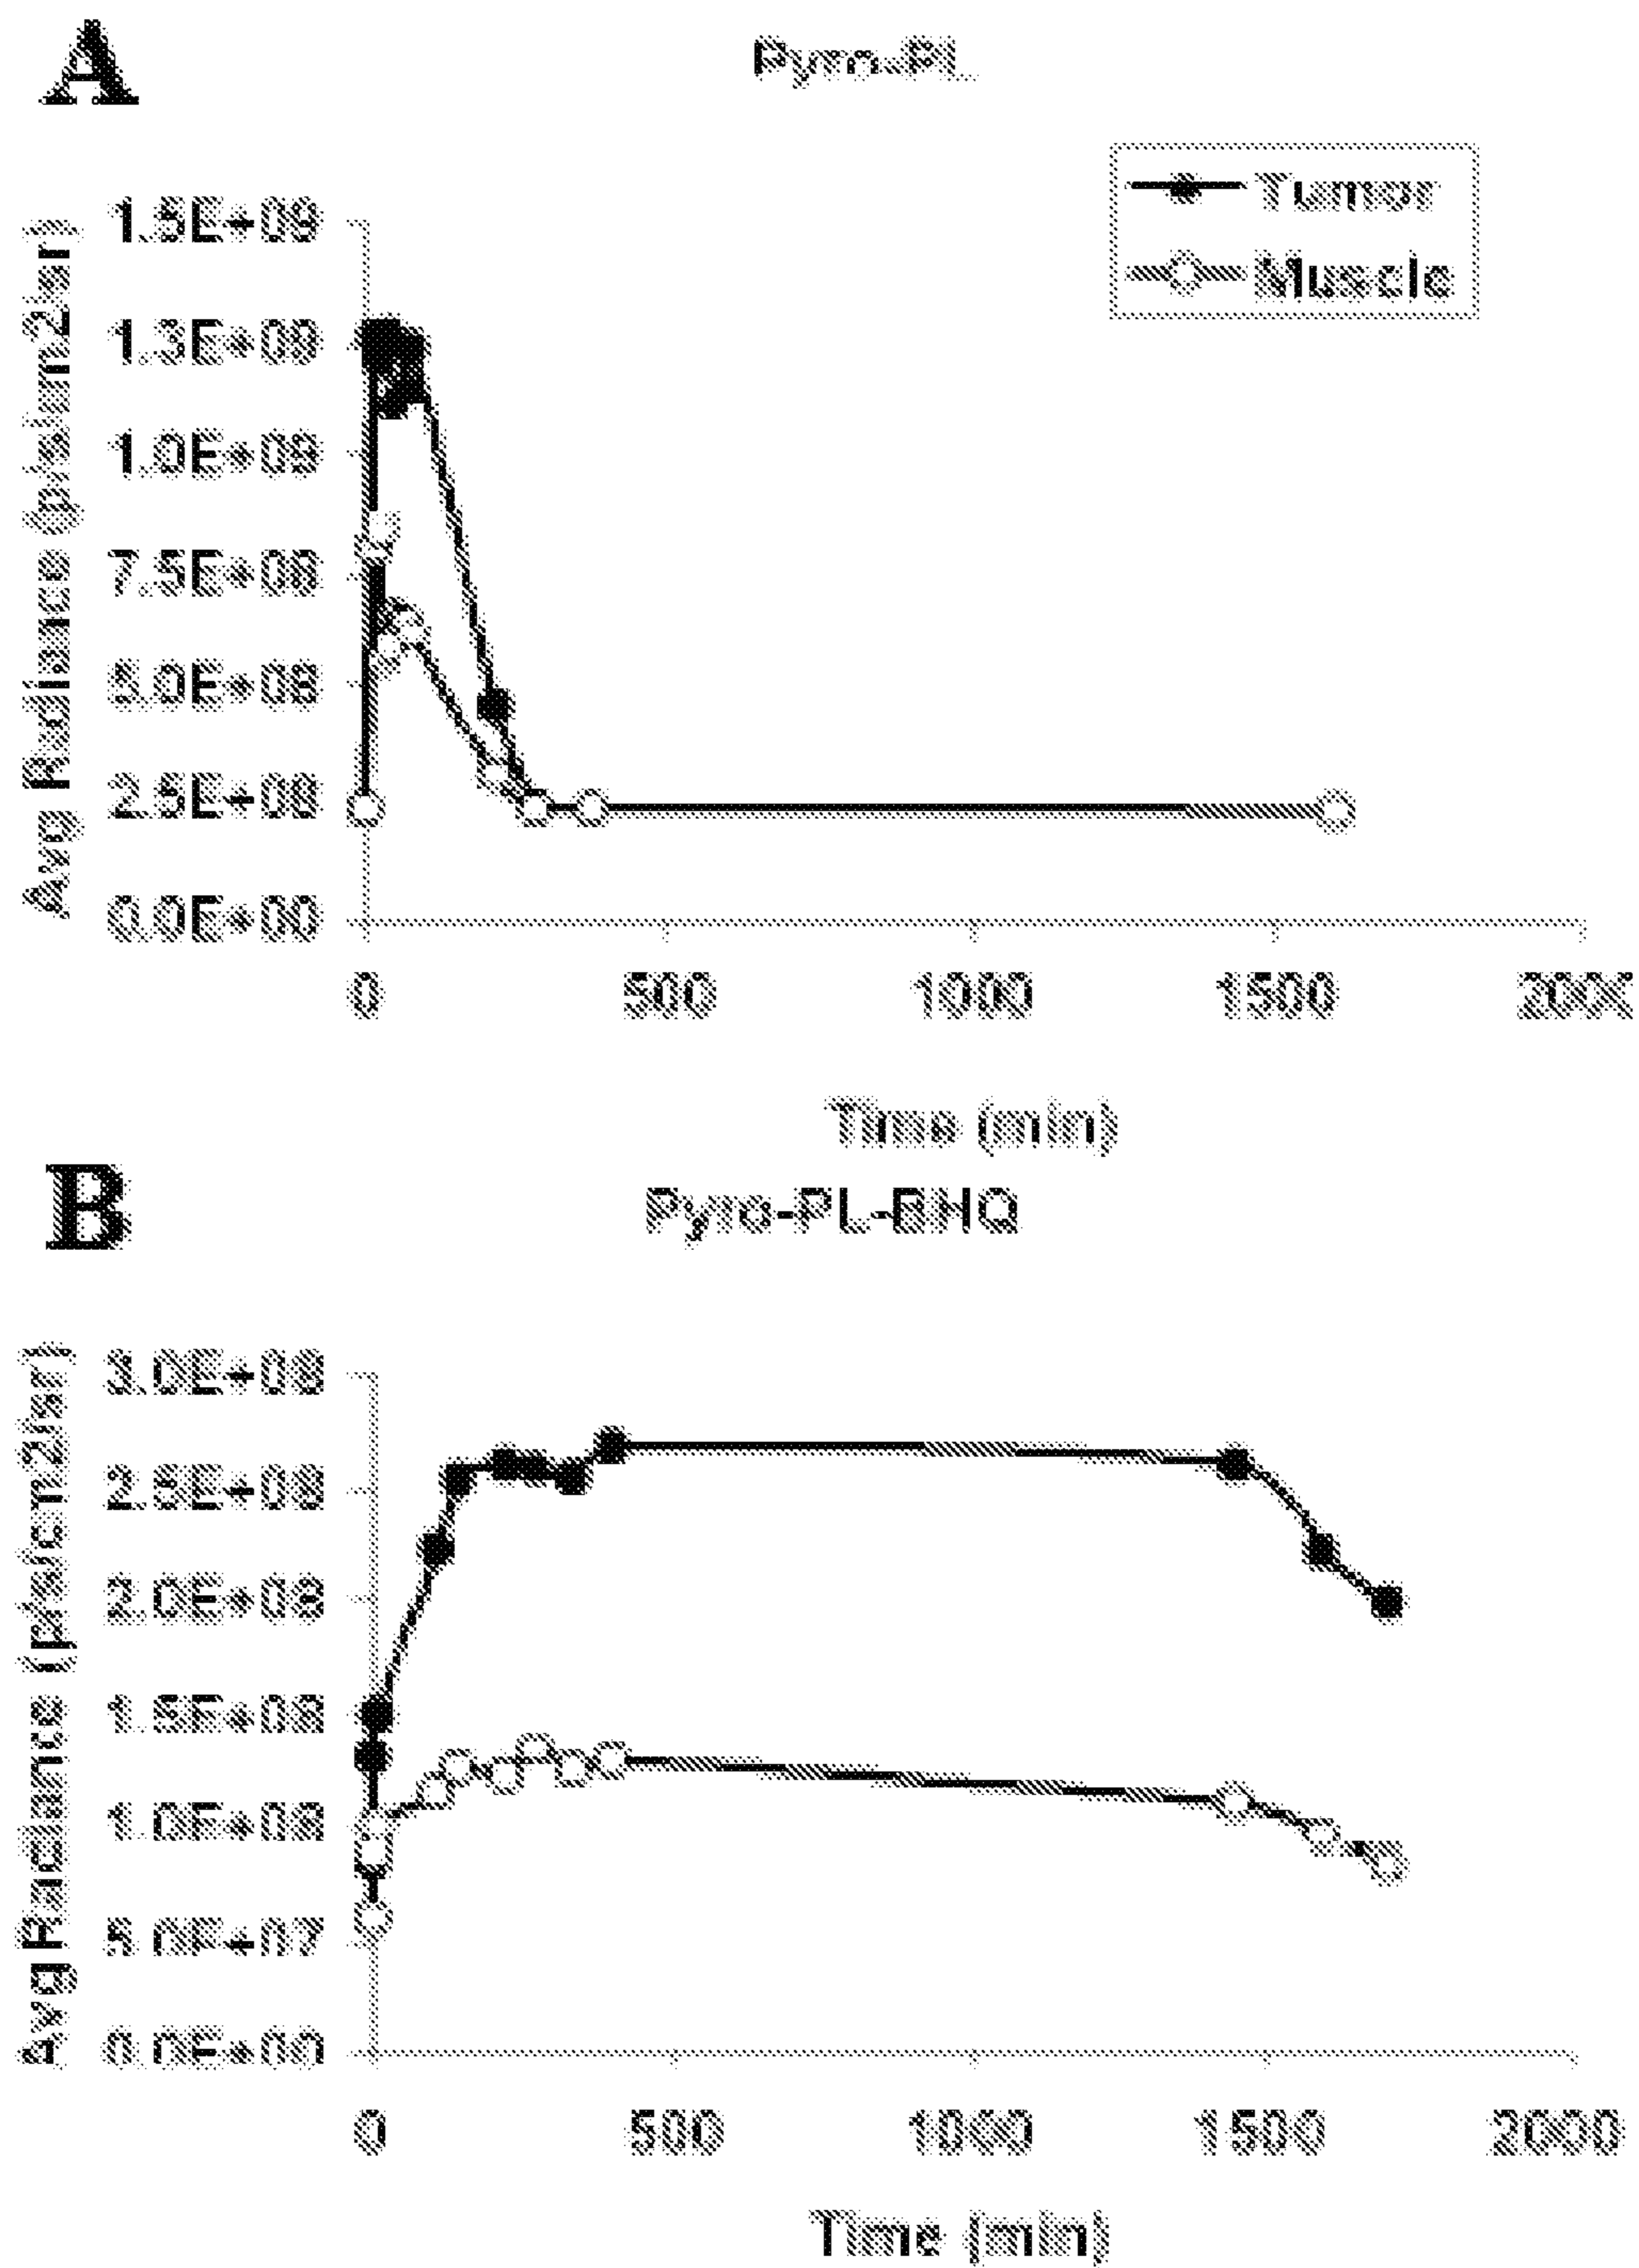 A
Pyro-PL
Tumor
Muscle
Avg Radiance (p/s/cm2/sr)
1.5E+09
1.3E+09
1.0E+09
7.5E+08
5.0E+08
2.5E+08
0.0E+00
0 500 1000 1500 2000
Time (min)
B
Pyro-PL-BHQ
Avg Radiance (p/s/cm2/sr)
3.0E+08
2.5E+08
2.0E+08
1.5E+08
1.0E+08
5.0E+07
0.0E+00
0 500 1000 1500 2000
Time (min)